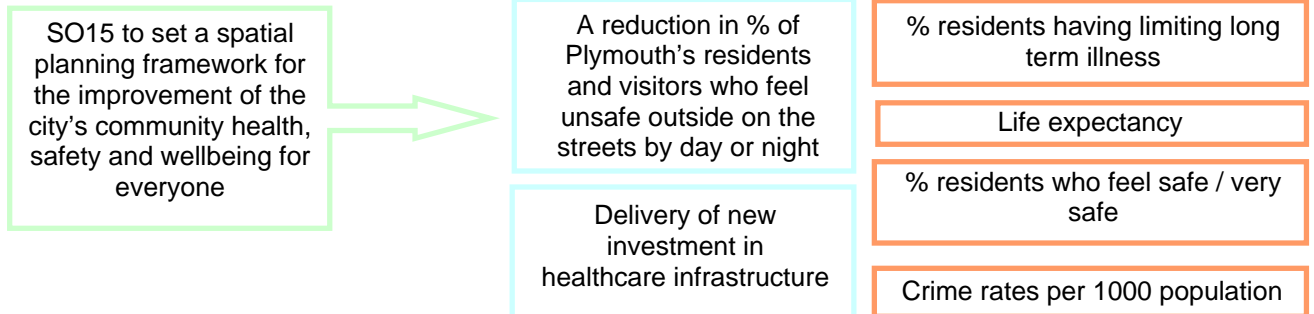 SO15 to set a spatial
planning framework for
the improvement of the
city’s community health,
safety and wellbeing for
everyone
A reduction in % of
Plymouth’s residents
and visitors who feel
unsafe outside on the
streets by day or night
Delivery of new
investment in
healthcare infrastructure
% residents having limiting long
term illness
Life expectancy
% residents who feel safe / very
safe
Crime rates per 1000 population